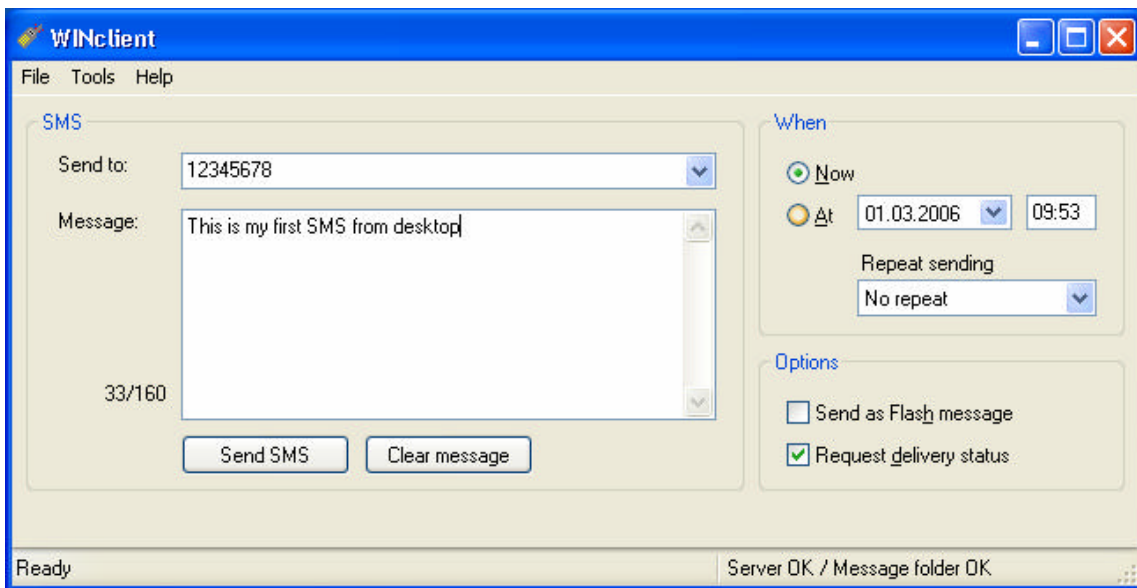 WINclient
File Tools Help
SMS
Send to: 12345678
Message: This is my first SMS from desktop
33/160
Send SMS Clear message
When
Now
At 01.03.2006 09:53
Repeat sending
No repeat
Options
Send as Flash message
Request delivery status
Ready Server OK / Message folder OK